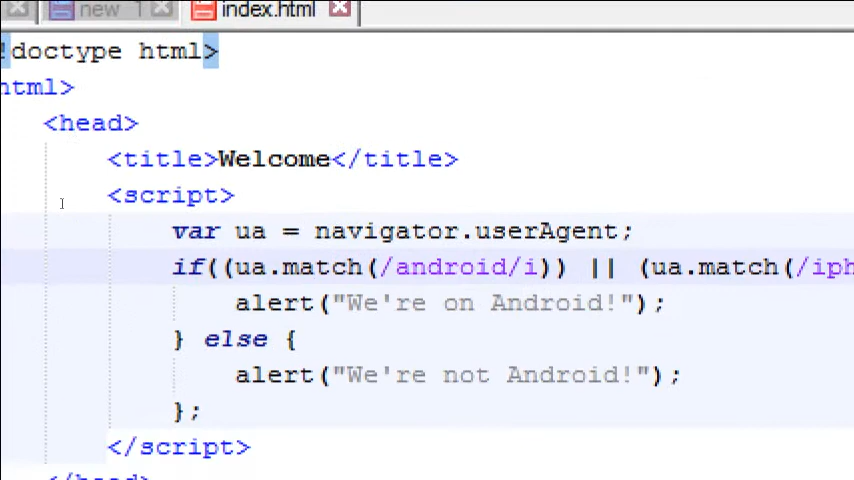 new 1 index.html
!doctype html>
html>
<head>
<title>Welcome</title>
<script>
var ua = navigator.userAgent;
if((ua.match(/android/i)) || (ua.match(/iph
alert("We're on Android!");
} else {
alert("We're not Android!");
};
</script>
</head>